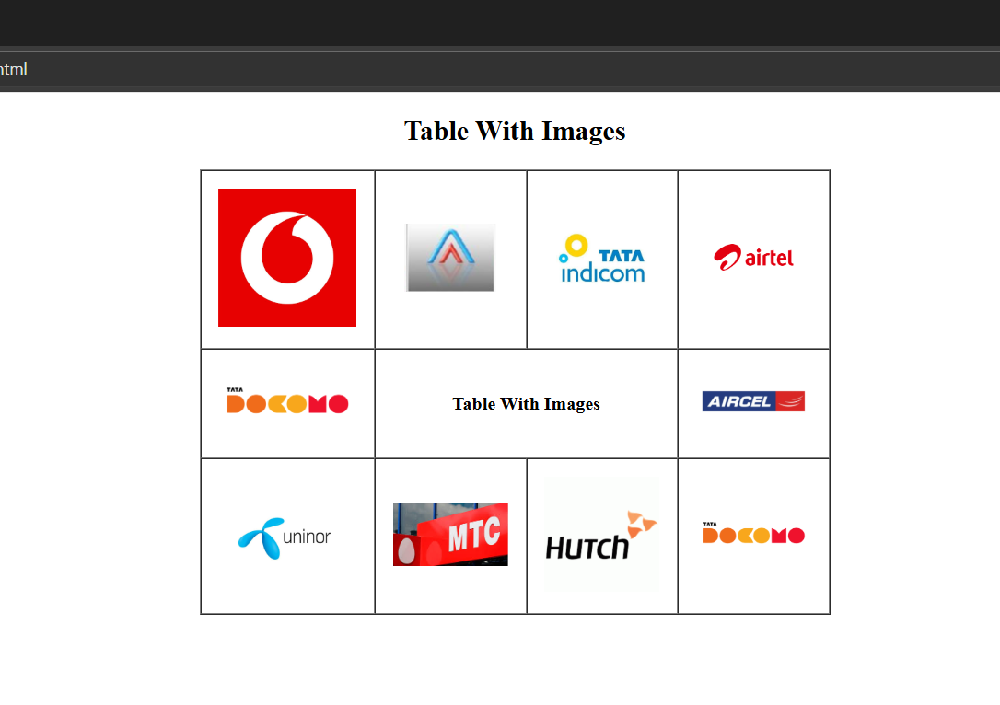 html
Table With Images
TATA
indicom
airtel
TATA
DOCOMO
Table With Images
AIRCEL
uninor
MTC
HUTCH
TATA
DOCOMO